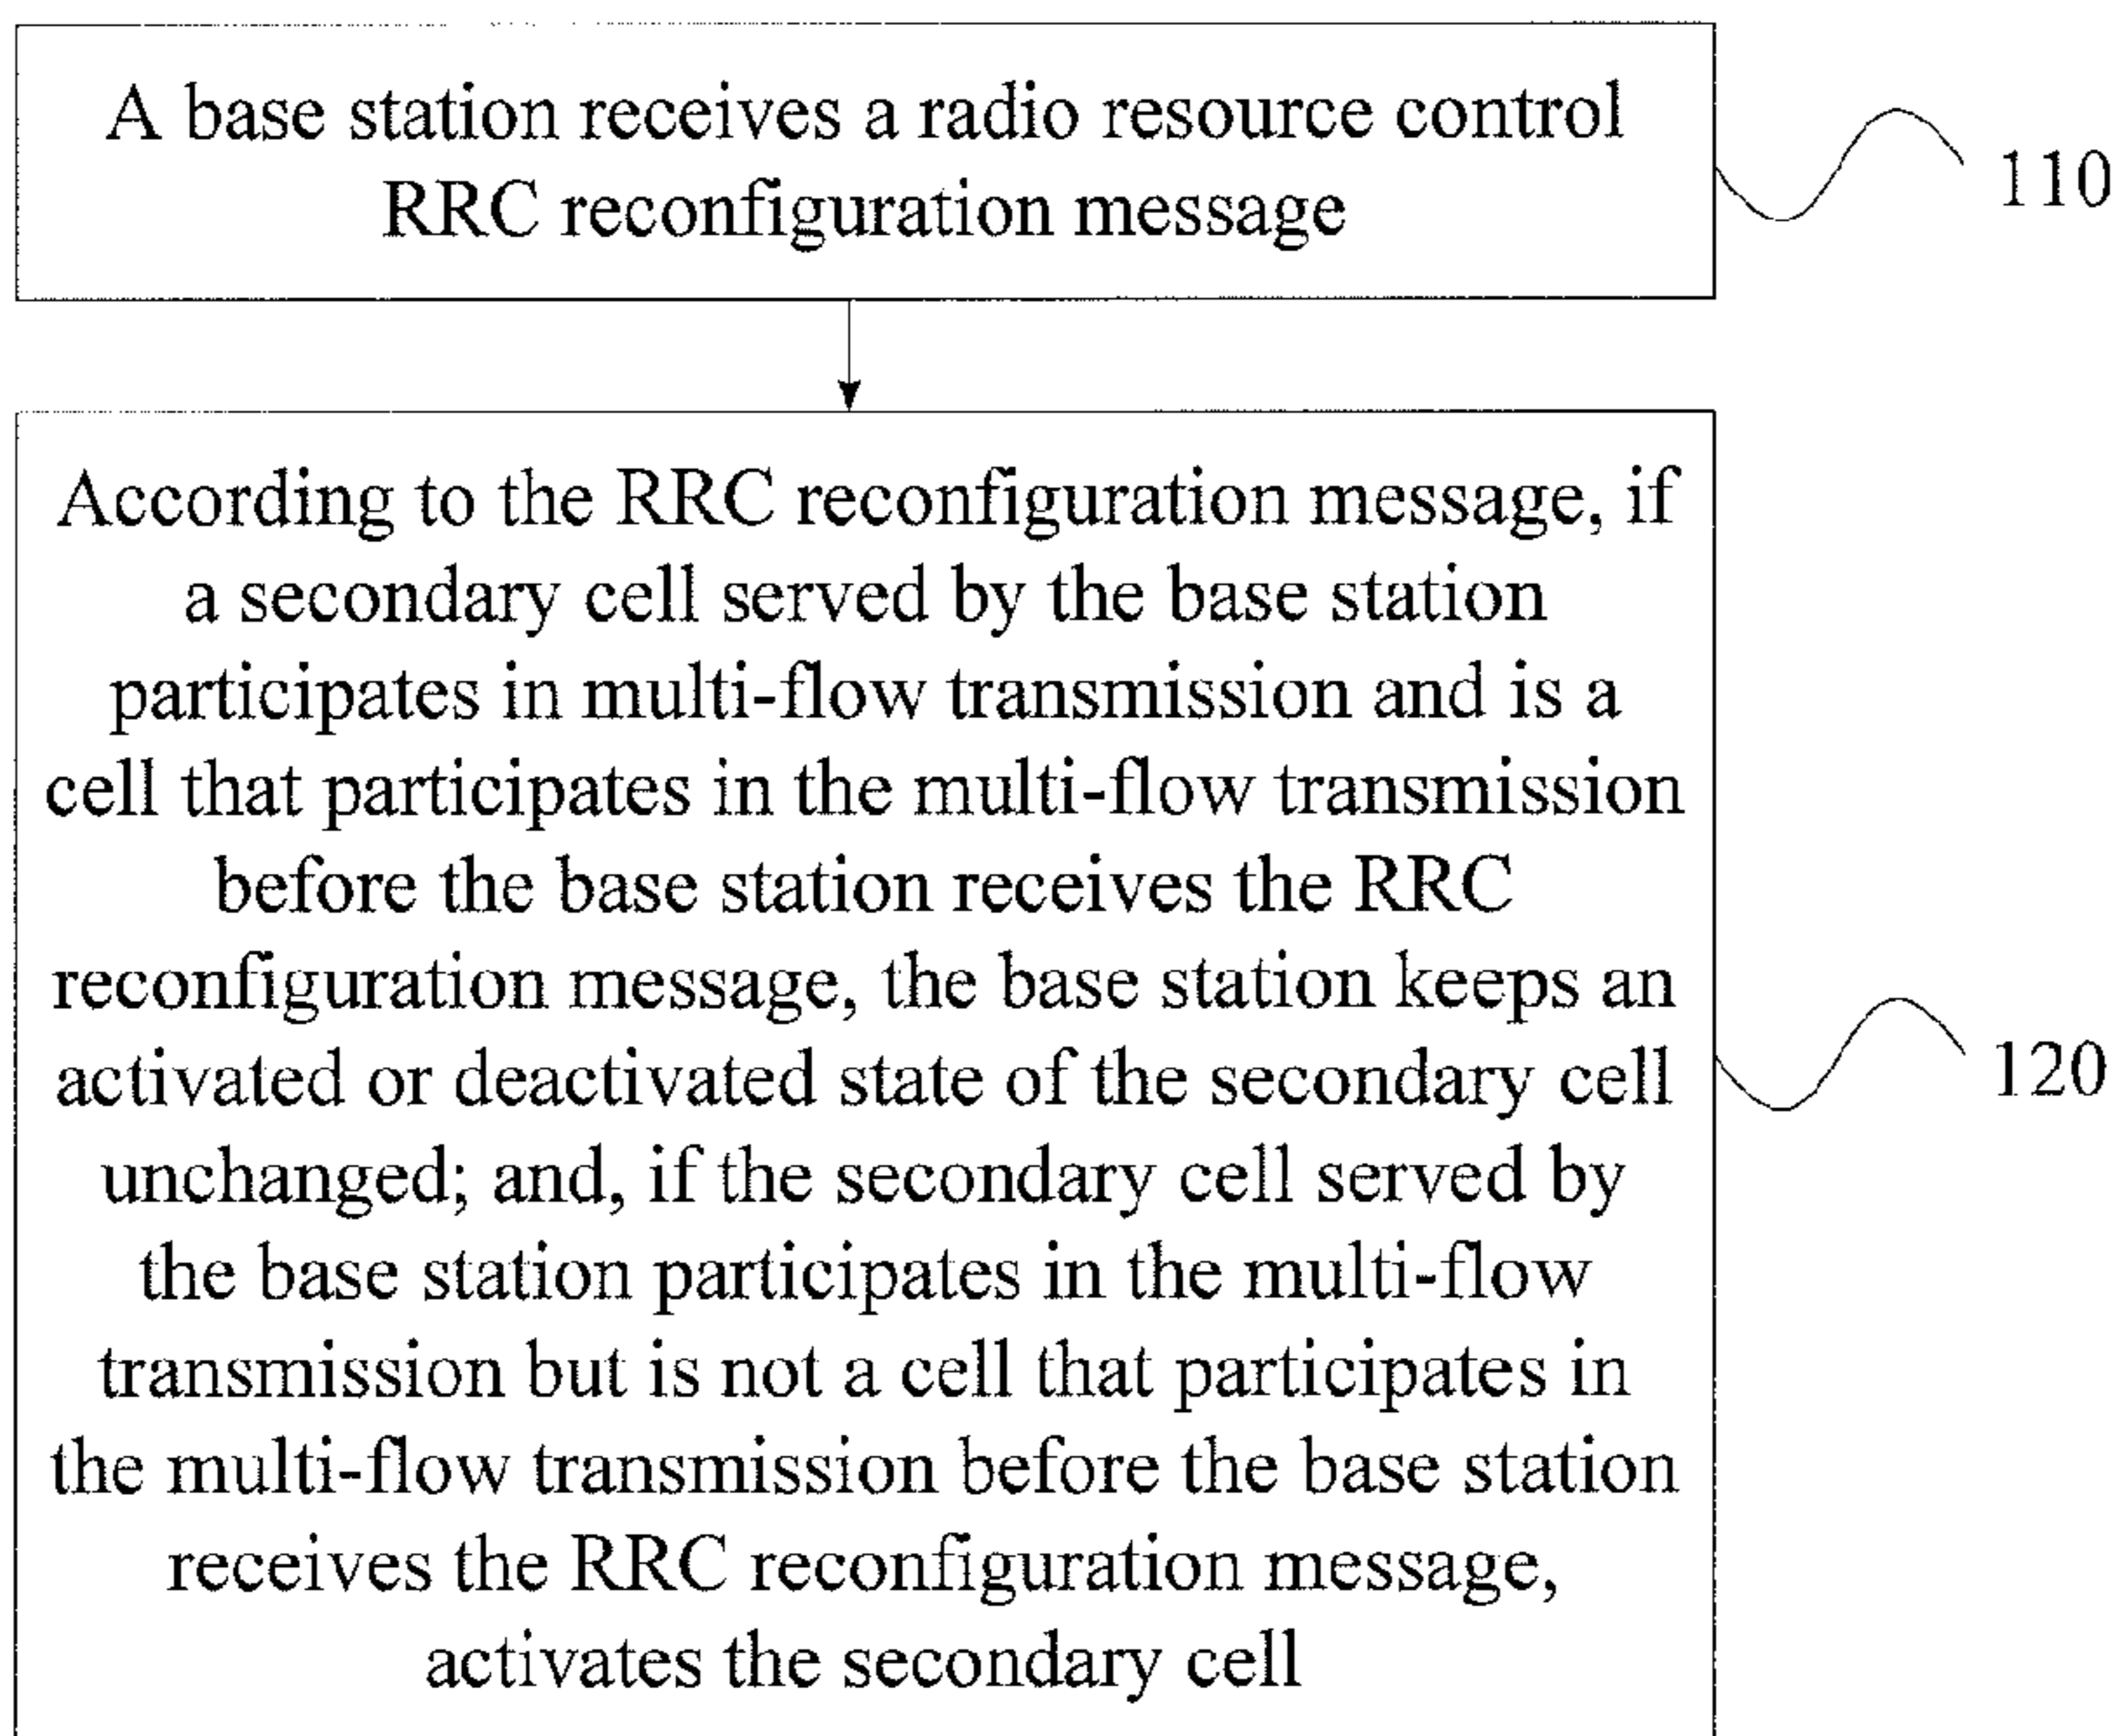 A base station receives a radio resource control
RRC reconfiguration message
110
According to the RRC reconfiguration message, if
a secondary cell served by the base station
participates in multi-flow transmission and is a
cell that participates in the multi-flow transmission
before the base station receives the RRC
reconfiguration message, the base station keeps an
activated or deactivated state of the secondary cell
unchanged; and, if the secondary cell served by
the base station participates in the multi-flow
transmission but is not a cell that participates in
the multi-flow transmission before the base station
receives the RRC reconfiguration message,
activates the secondary cell
120